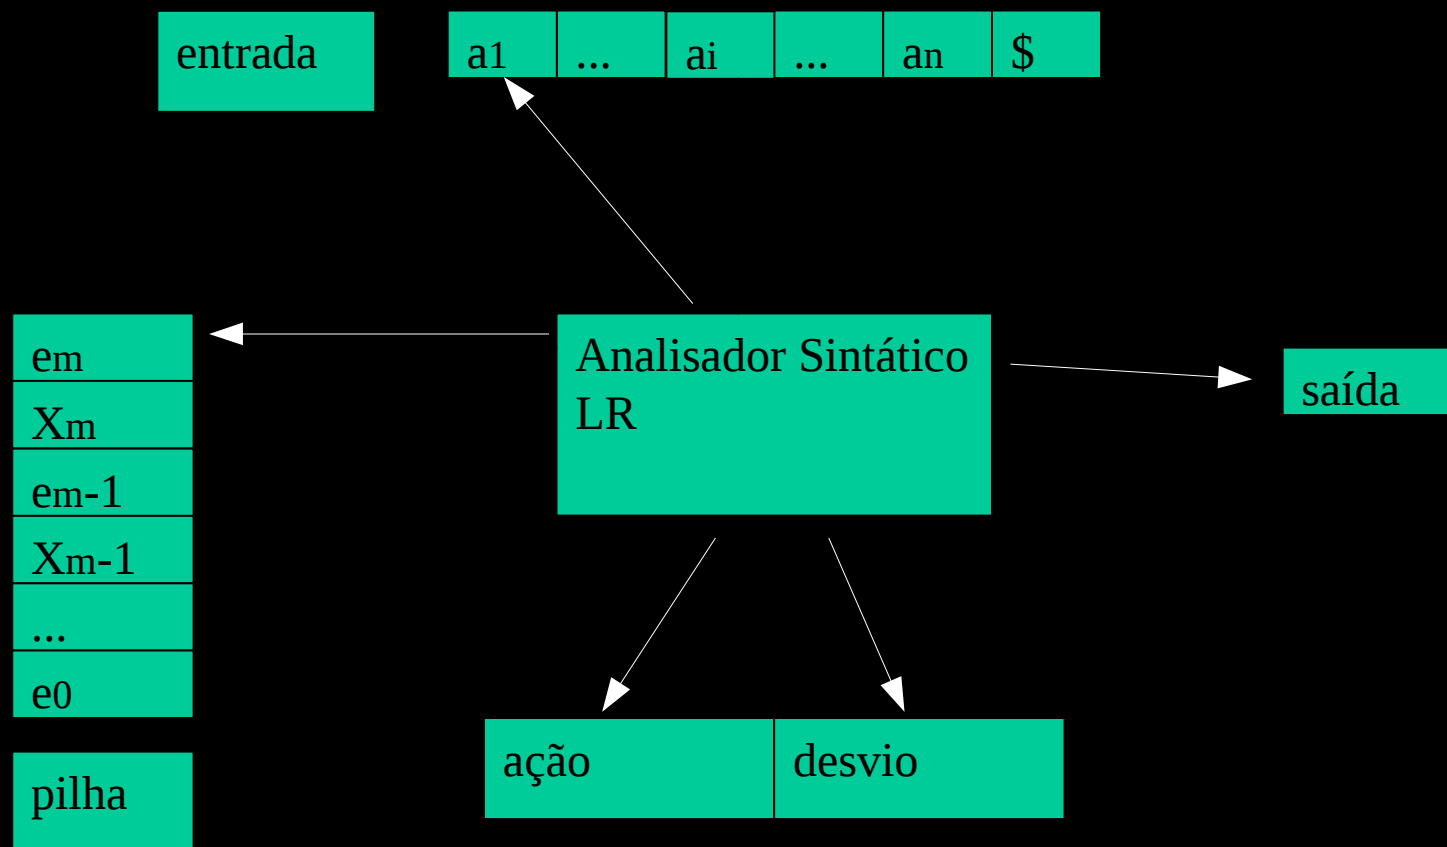 entrada
a1 ... ai ... an $
em
Xm
em-1
Xm-1
...
e0
pilha
Analisador Sintático
LR
saída
ação desvio